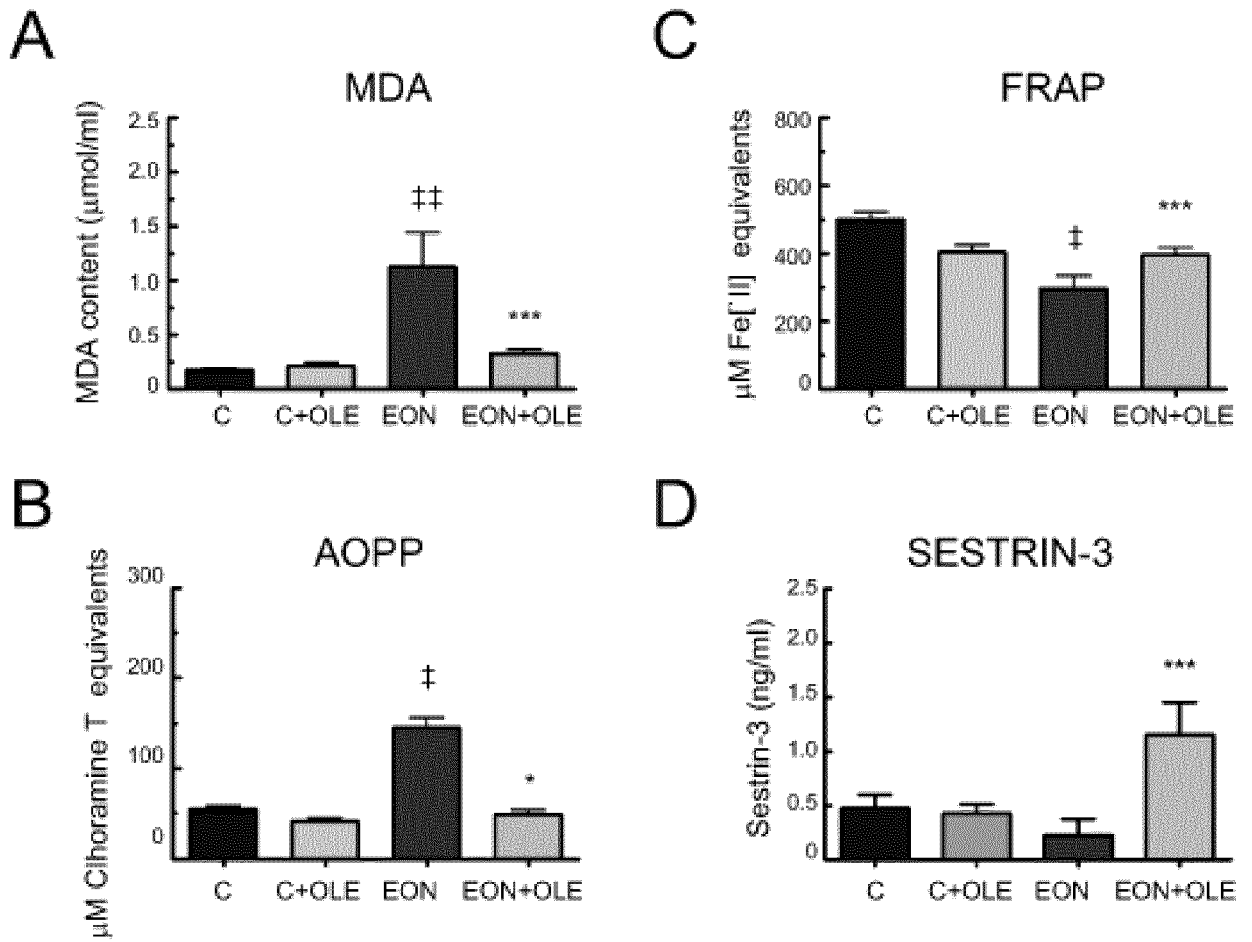 A
MDA
MDA content (μmol/ml)
2.5
2.0
1.5
1.0
0.5
0
‡‡
***
C C+OLE EON EON+OLE
B
AOPP
μM Clhoramine T equivalents
300
200
100
0
‡
*
C C+OLE EON EON+OLE
C
FRAP
μM Fe[¨II] equivalents
800
600
400
200
0
‡
***
C C+OLE EON EON+OLE
D
SESTRIN-3
Sestrin-3 (ng/ml)
2.5
2.0
1.5
1.0
0.5
0
***
C C+OLE EON EON+OLE